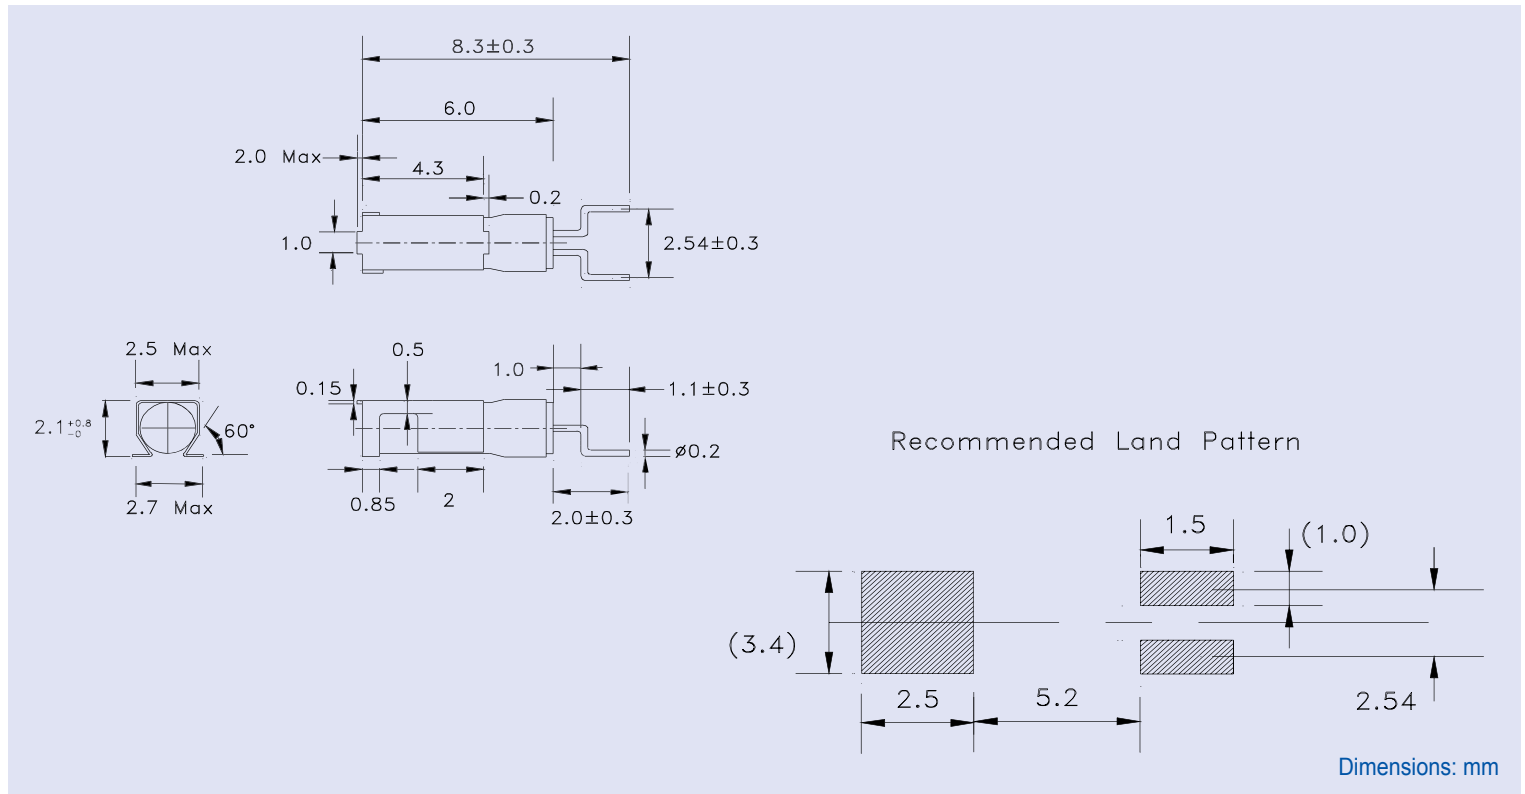 8.3±0.3
6.0
2.0 Max
4.3
0.2
1.0
2.54±0.3
2.5 Max
0.5
1.0
0.15
1.1±0.3
2.1 +0.8 -0
60°
ø0.2
2.7 Max
0.85
2
2.0±0.3
Recommended Land Pattern
1.5
(1.0)
(3.4)
2.5
5.2
2.54
Dimensions: mm